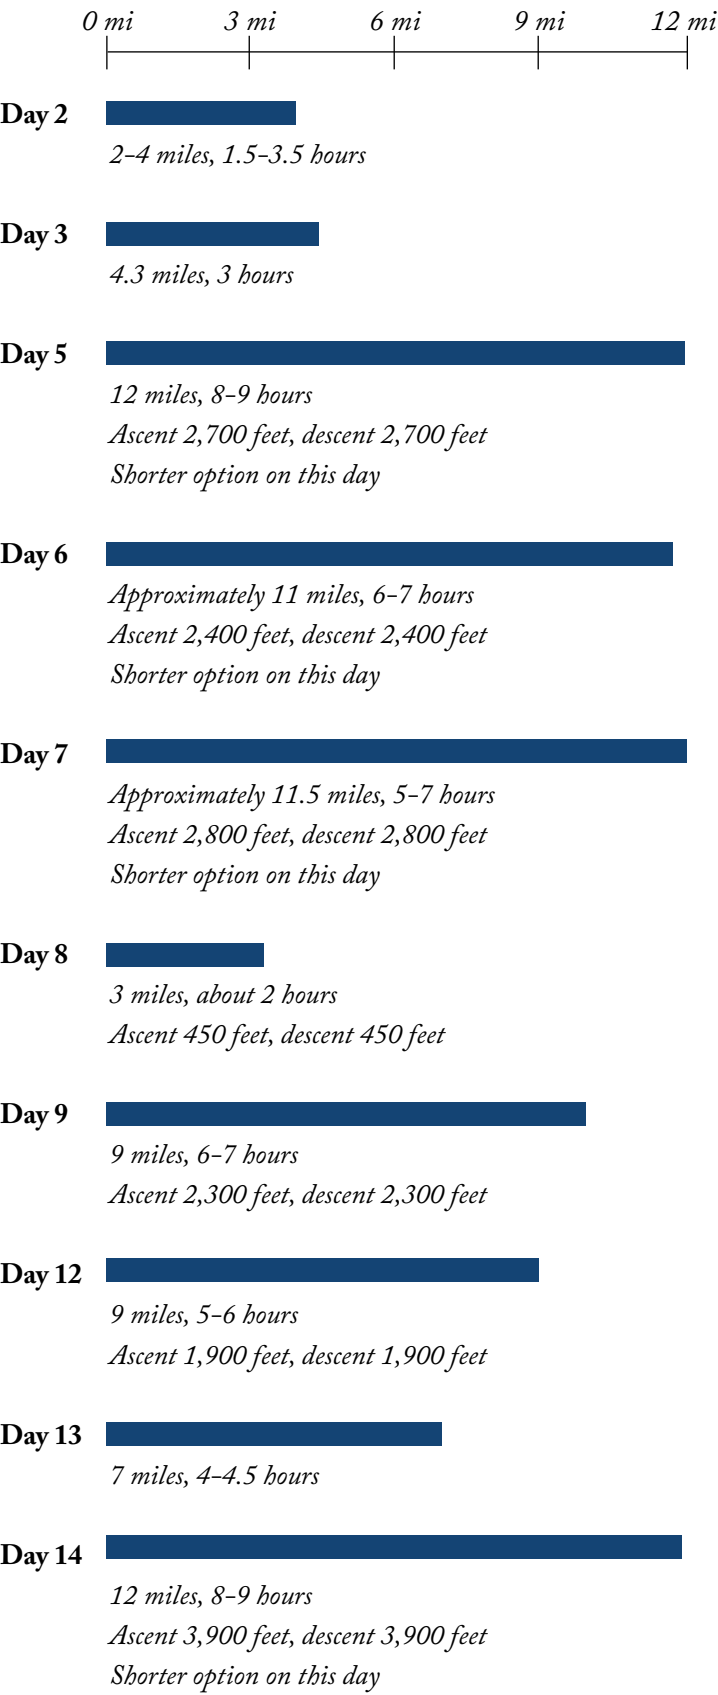 0 mi 3 mi 6 mi 9 mi 12 mi
Day 2
2–4 miles, 1.5–3.5 hours
Day 3
4.3 miles, 3 hours
Day 5
12 miles, 8–9 hours
Ascent 2,700 feet, descent 2,700 feet
Shorter option on this day
Day 6
Approximately 11 miles, 6–7 hours
Ascent 2,400 feet, descent 2,400 feet
Shorter option on this day
Day 7
Approximately 11.5 miles, 5–7 hours
Ascent 2,800 feet, descent 2,800 feet
Shorter option on this day
Day 8
3 miles, about 2 hours
Ascent 450 feet, descent 450 feet
Day 9
9 miles, 6–7 hours
Ascent 2,300 feet, descent 2,300 feet
Day 12
9 miles, 5–6 hours
Ascent 1,900 feet, descent 1,900 feet
Day 13
7 miles, 4–4.5 hours
Day 14
12 miles, 8–9 hours
Ascent 3,900 feet, descent 3,900 feet
Shorter option on this day